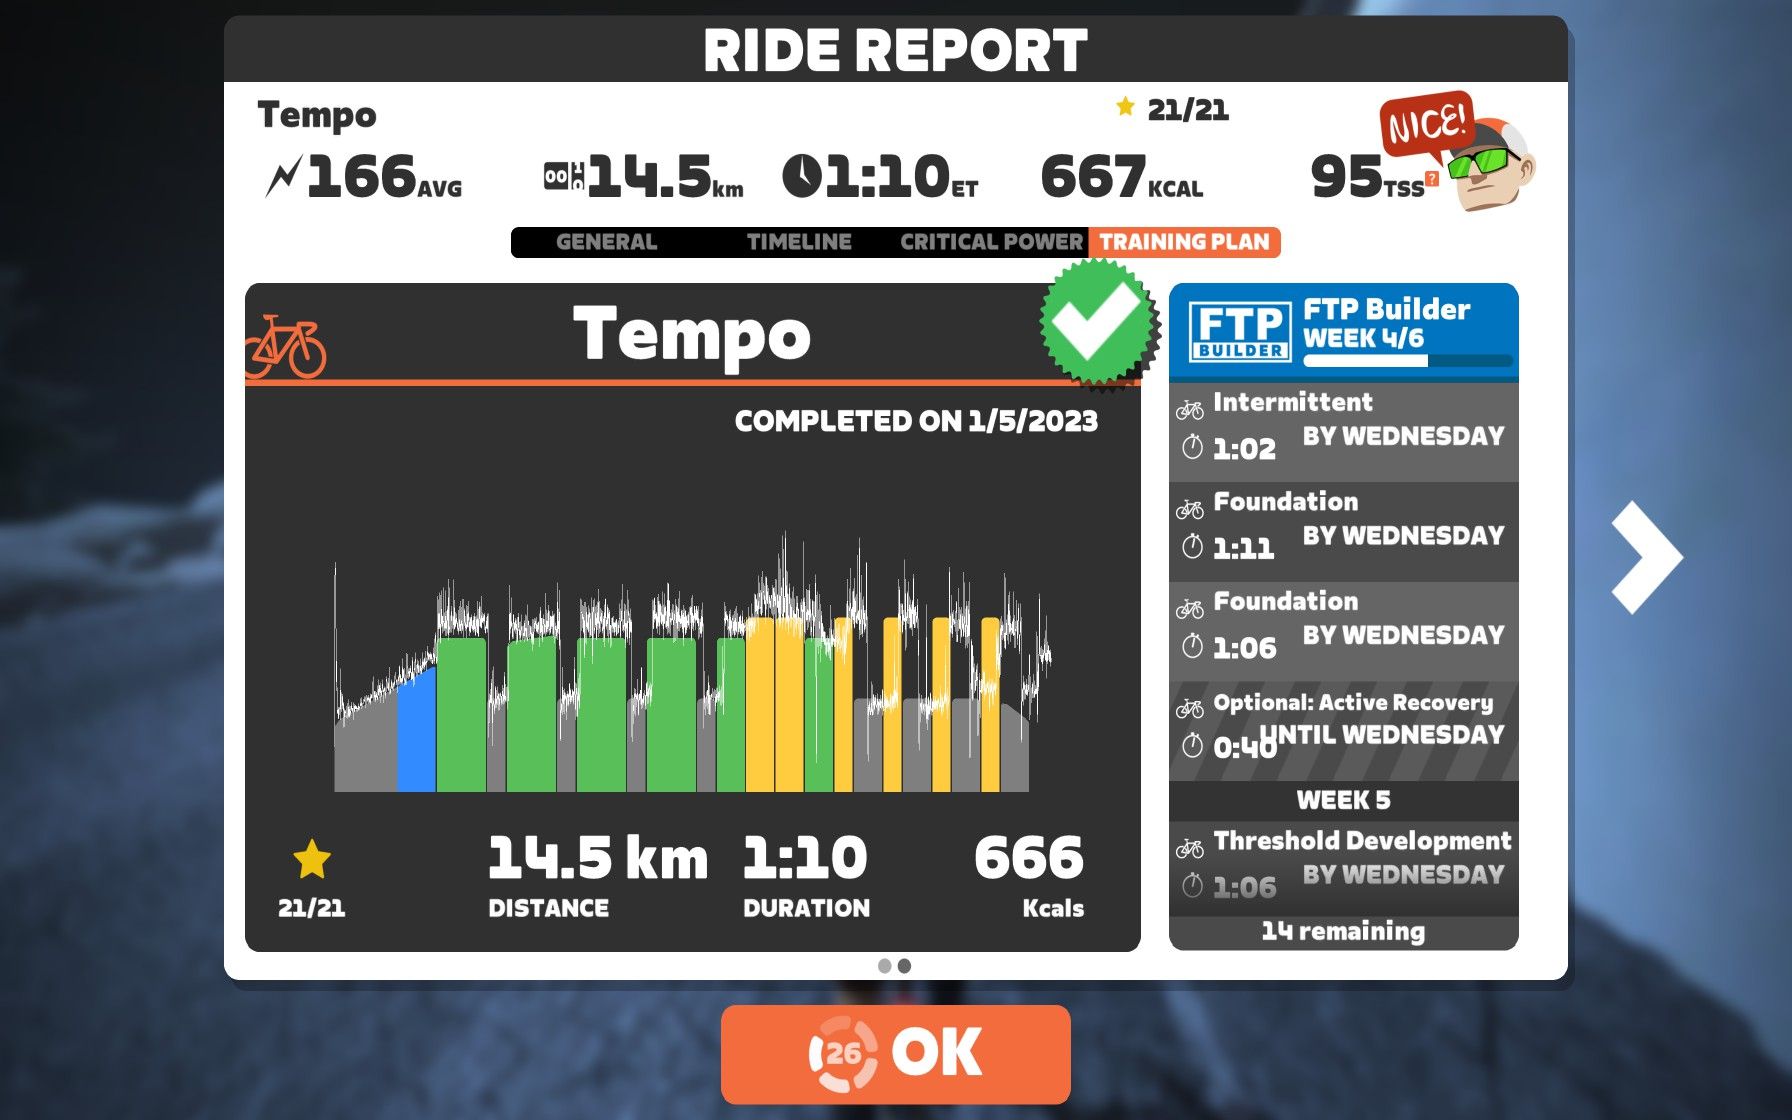 RIDE REPORT
Tempo
21/21
166AVG
14.5km
1:10ET
667KCAL
95TSS?
NICE!
GENERAL TIMELINE CRITICAL POWER TRAINING PLAN
Tempo
COMPLETED ON 1/5/2023
21/21
14.5 km
DISTANCE
1:10
DURATION
666
Kcals
FTP
BUILDER
FTP Builder
WEEK 4/6
Intermittent
BY WEDNESDAY
1:02
Foundation
BY WEDNESDAY
1:11
Foundation
BY WEDNESDAY
1:06
Optional: Active Recovery
UNTIL WEDNESDAY
0:40
WEEK 5
Threshold Development
BY WEDNESDAY
1:06
14 remaining
26 OK